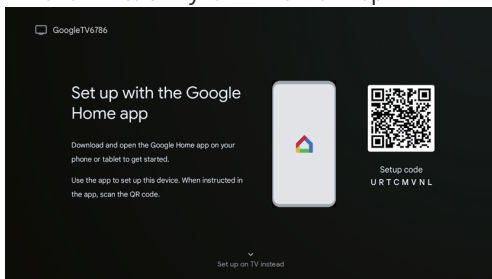 GoogleTV6786
Set up with the Google
Home app
Download and open the Google Home app on your
phone or tablet to get started.
Use the app to set up this device. When instructed in
the app, scan the QR code.
Setup code
URTCMVNL
Set up on TV instead